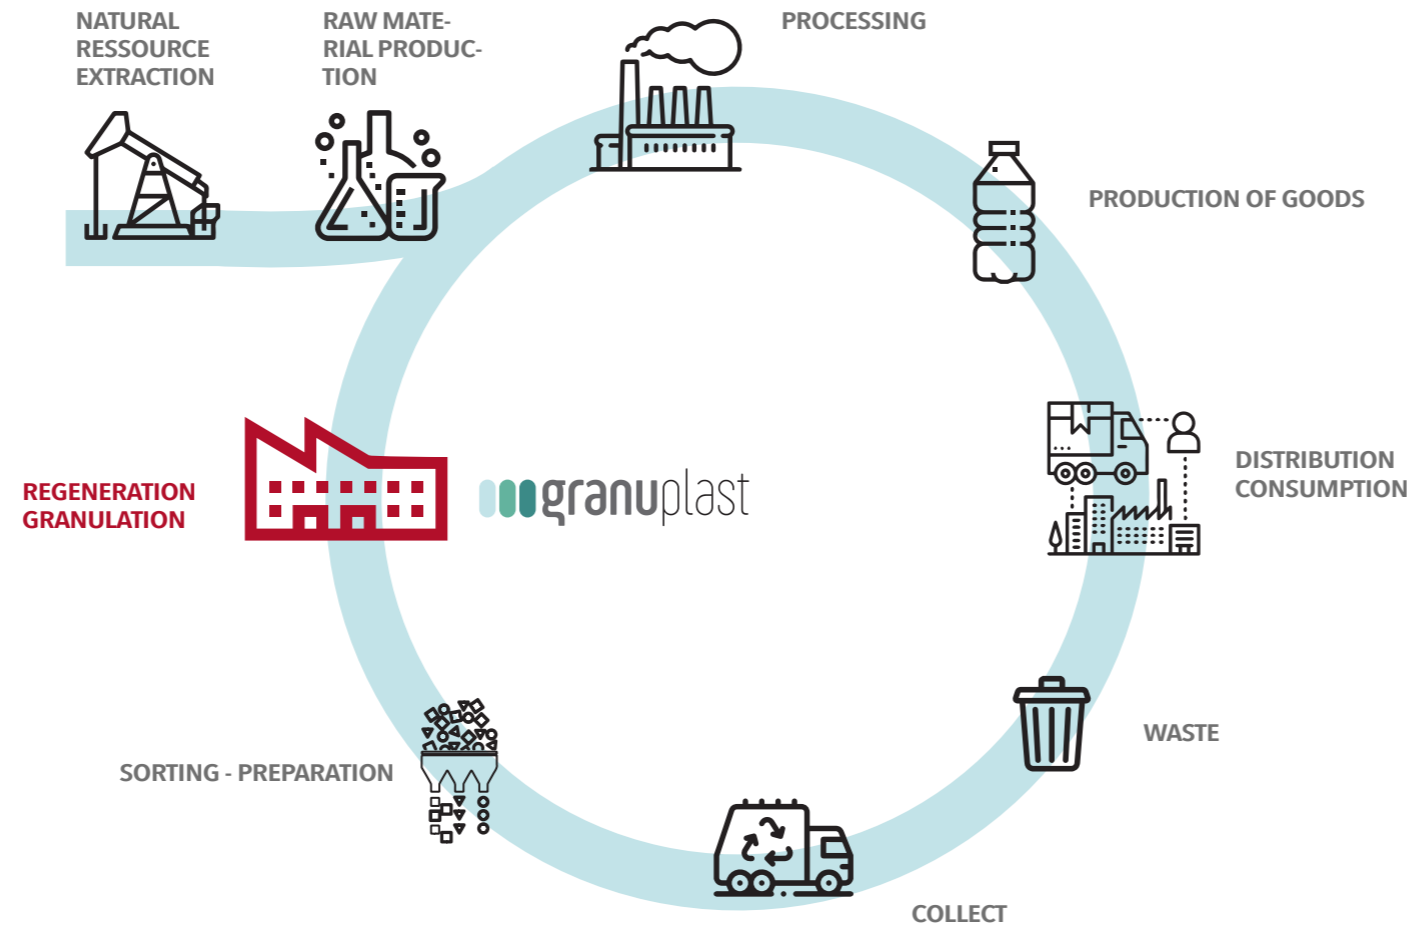 NATURAL
RESSOURCE
EXTRACTION
RAW MATE-
RIAL PRODUC-
TION
PROCESSING
PRODUCTION OF GOODS
DISTRIBUTION
CONSUMPTION
REGENERATION
GRANULATION
granuplast
WASTE
SORTING - PREPARATION
COLLECT